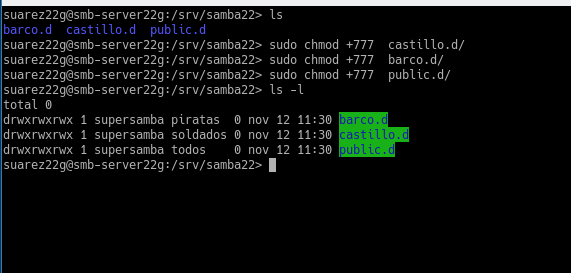 suarez22g@smb-server22g:/srv/samba22> ls
barco.d  castillo.d  public.d
suarez22g@smb-server22g:/srv/samba22> sudo chmod +777  castillo.d/
suarez22g@smb-server22g:/srv/samba22> sudo chmod +777  barco.d/
suarez22g@smb-server22g:/srv/samba22> sudo chmod +777  public.d/
suarez22g@smb-server22g:/srv/samba22> ls -l
total 0
drwxrwxrwx 1 supersamba piratas  0 nov 12 11:30 barco.d
drwxrwxrwx 1 supersamba soldados 0 nov 12 11:30 castillo.d
drwxrwxrwx 1 supersamba todos    0 nov 12 11:30 public.d
suarez22g@smb-server22g:/srv/samba22>